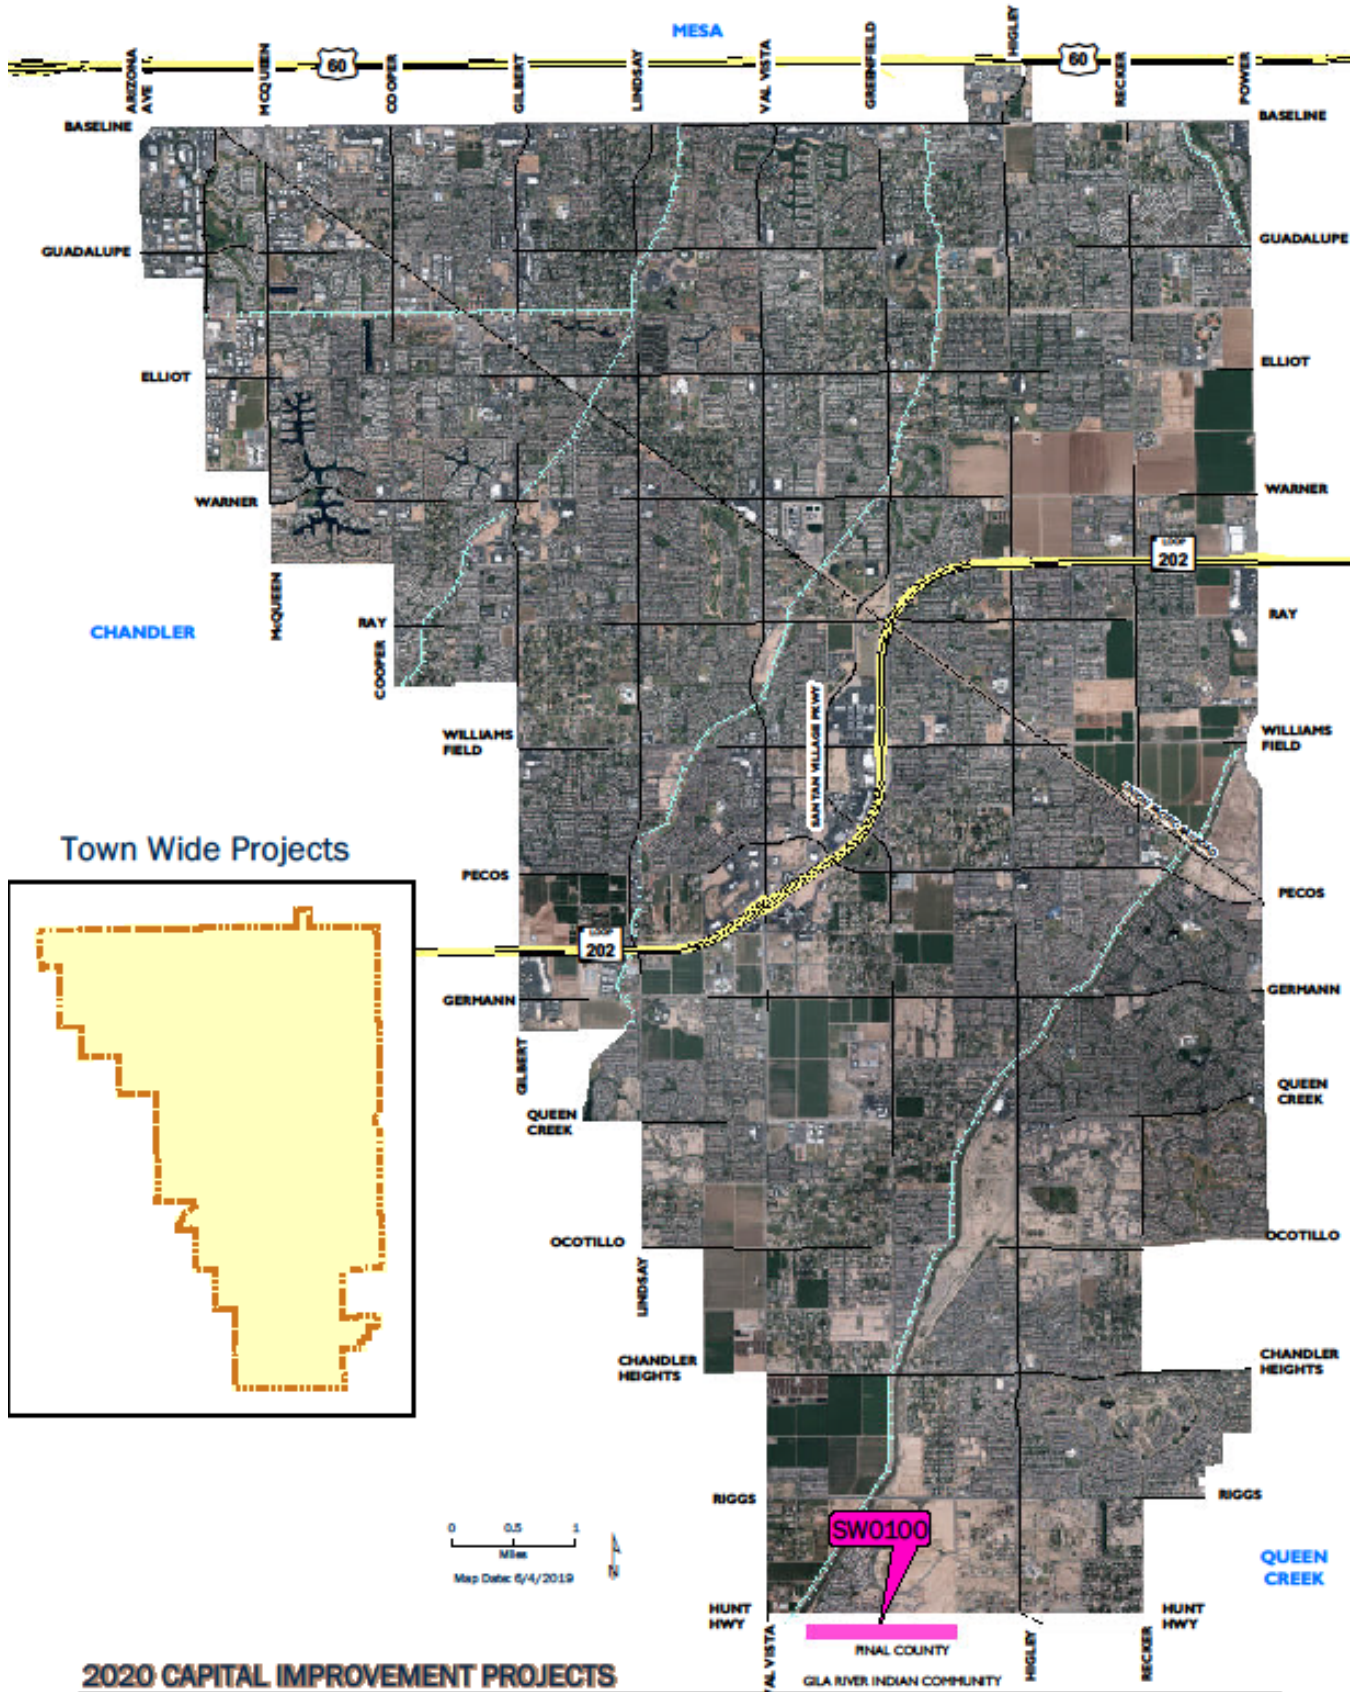 MESA
60
60
ARIZONA
AVE
MCQUEEN
COOPER
GILBERT
LINDSAY
VAL VISTA
GREENFIELD
HIGLEY
RECKER
POWER
BASELINE
BASELINE
GUADALUPE
GUADALUPE
ELLIOT
ELLIOT
WARNER
WARNER
LOOP
202
CHANDLER
MCQUEEN
RAY
RAY
COOPER
SAN TAN VILLAGE PKWY
WILLIAMS
FIELD
WILLIAMS
FIELD
Town Wide Projects
PECOS
PECOS
LOOP
202
GERMANN
GERMANN
GILBERT
QUEEN
CREEK
QUEEN
CREEK
OCOTILLO
OCOTILLO
LINDSAY
CHANDLER
HEIGHTS
CHANDLER
HEIGHTS
RIGGS
RIGGS
SW0100
0 0.5 1
Miles
Map Date: 6/4/2019
N
QUEEN
CREEK
HUNT
HWY
HUNT
HWY
VAL VISTA
HIGLEY
RECKER
PINAL COUNTY
GILA RIVER INDIAN COMMUNITY
2020 CAPITAL IMPROVEMENT PROJECTS